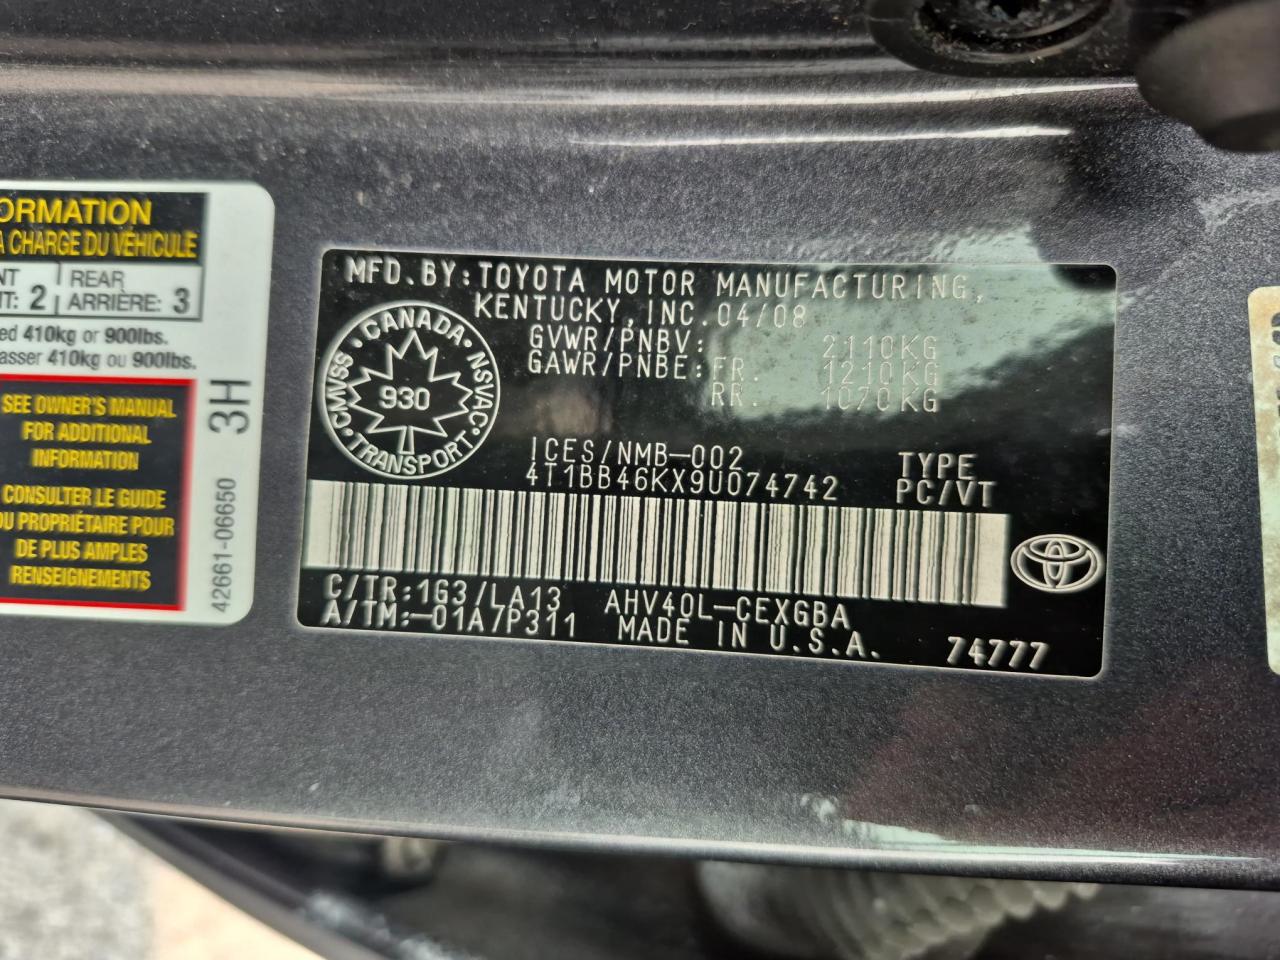 ORMATION
A CHARGE DU VÉHICULE
NT REAR
T: 2 ARRIÈRE: 3
ed 410kg or 900lbs.
asser 410kg ou 900lbs.
SEE OWNER'S MANUAL
FOR ADDITIONAL
INFORMATION
CONSULTER LE GUIDE
DU PROPRIÉTAIRE POUR
DE PLUS AMPLES
RENSEIGNEMENTS
3H
42661-06650
MFD. BY: TOYOTA MOTOR MANUFACTURING,
KENTUCKY, INC. 04/08
GVWR/PNBV: 2110KG
GAWR/PNBE: FR. 1210KG
RR. 1070KG
CANADA • NSVAC • TRANSPORT • CMVSS •
930
ICES/NMB-002
4T1BB46KX9U074742
TYPE
PC/VT
C/TR:1G3/LA13 AHV40L-CEXGBA
A/TM:-01A/P311 MADE IN U.S.A. 74777